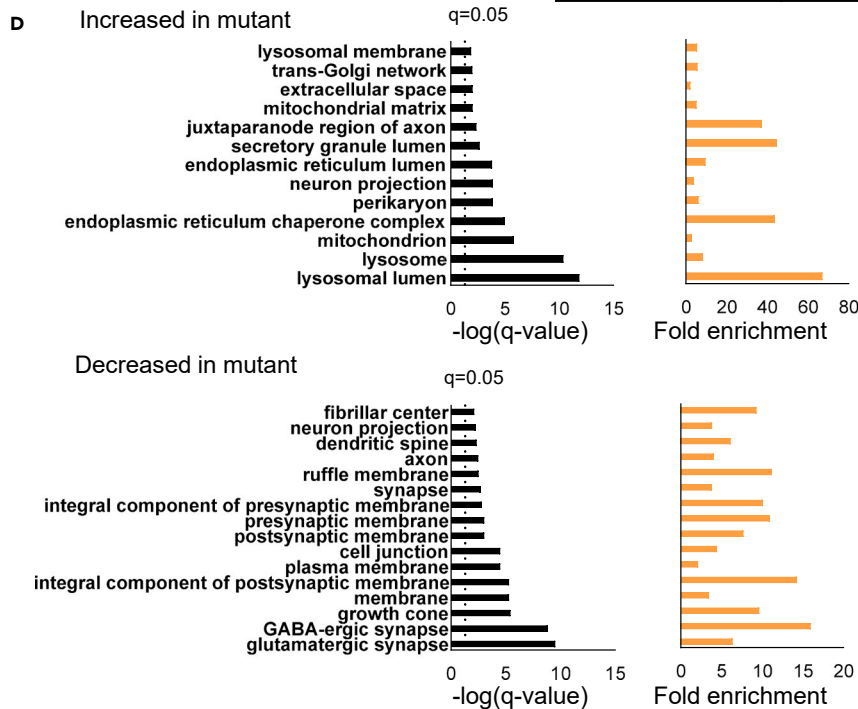 D
Increased in mutant
q=0.05
lysosomal membrane
trans-Golgi network
extracellular space
mitochondrial matrix
juxtaparanode region of axon
secretory granule lumen
endoplasmic reticulum lumen
neuron projection
perikaryon
endoplasmic reticulum chaperone complex
mitochondrion
lysosome
lysosomal lumen
0 5 10 15
-log(q-value)
0 20 40 60 80
Fold enrichment
Decreased in mutant
q=0.05
fibrillar center
neuron projection
dendritic spine
axon
ruffle membrane
synapse
integral component of presynaptic membrane
presynaptic membrane
postsynaptic membrane
cell junction
plasma membrane
integral component of postsynaptic membrane
membrane
growth cone
GABA-ergic synapse
glutamatergic synapse
0 5 10 15
-log(q-value)
0 5 10 15 20
Fold enrichment